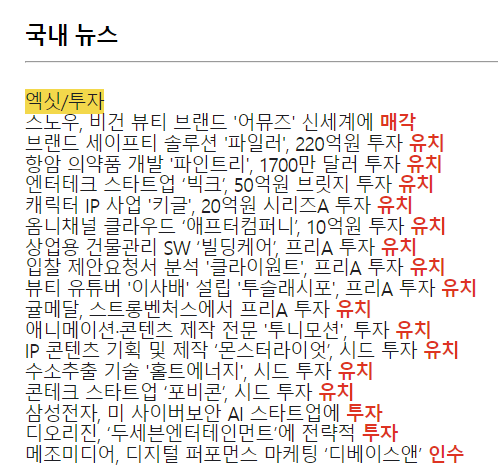 국내 뉴스
엑싯/투자
스노우, 비건 뷰티 브랜드 '어뮤즈' 신세계에 매각
브랜드 세이프티 솔루션 '파일러', 220억원 투자 유치
항암 의약품 개발 '파인트리', 1700만 달러 투자 유치
엔터테크 스타트업 ‘빅크’, 50억원 브릿지 투자 유치
캐릭터 IP 사업 '키글', 20억원 시리즈A 투자 유치
옴니채널 클라우드 ‘애프터컴퍼니’, 10억원 투자 유치
상업용 건물관리 SW ‘빌딩케어’, 프리A 투자 유치
입찰 제안요청서 분석 '클라이원트', 프리A 투자 유치
뷰티 유튜버 '이사배' 설립 '투슬래시포', 프리A 투자 유치
귤메달, 스트롱벤처스에서 프리A 투자 유치
애니메이션·콘텐츠 제작 전문 '투니모션', 투자 유치
IP 콘텐츠 기획 및 제작 ‘몬스터라이엇’, 시드 투자 유치
수소추출 기술 '홀트에너지', 시드 투자 유치
콘테크 스타트업 ‘포비콘’, 시드 투자 유치
삼성전자, 미 사이버보안 AI 스타트업에 투자
디오리진, ‘두세븐엔터테인먼트’에 전략적 투자
메조미디어, 디지털 퍼포먼스 마케팅 ‘디베이스앤’ 인수